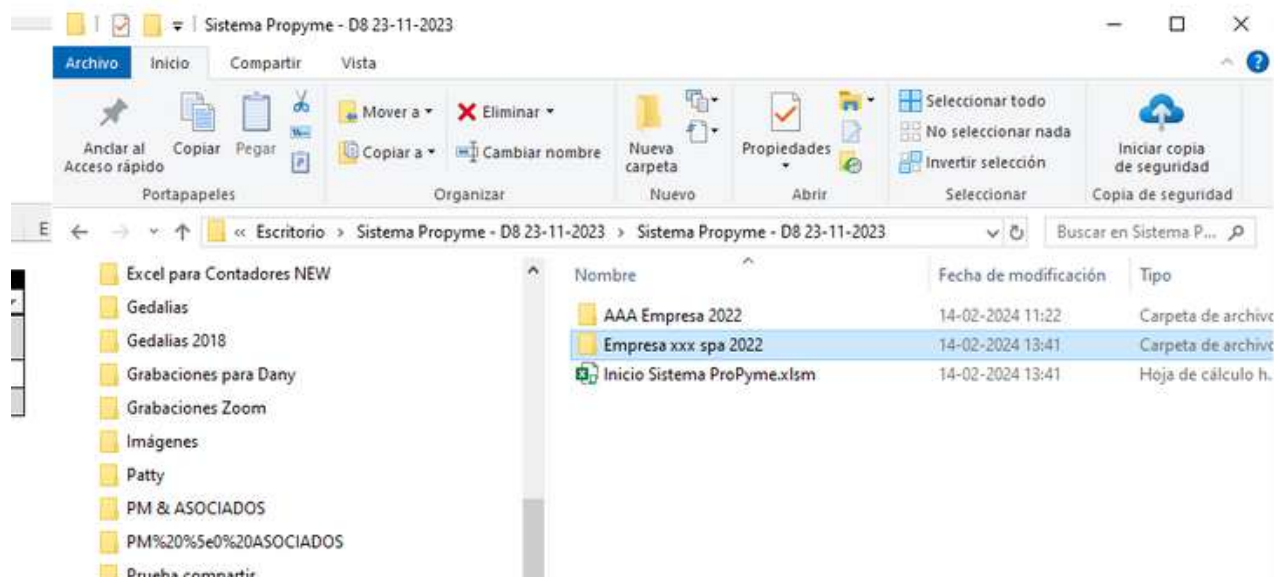 Sistema Propyme - D8 23-11-2023
Archivo Inicio Compartir Vista
Anclar al Acceso rápido
Copiar
Pegar
Mover a
Copiar a
Eliminar
Cambiar nombre
Nueva carpeta
Propiedades
Seleccionar todo
No seleccionar nada
Invertir selección
Iniciar copia de seguridad
Portapapeles Organizar Nuevo Abrir Seleccionar Copia de seguridad
E
« Escritorio › Sistema Propyme - D8 23-11-2023 › Sistema Propyme - D8 23-11-2023
Buscar en Sistema P...
Excel para Contadores NEW
Gedalias
Gedalias 2018
Grabaciones para Dany
Grabaciones Zoom
Imágenes
Patty
PM & ASOCIADOS
PM%20%5e0%20ASOCIADOS
Prueba compartir
Nombre Fecha de modificación Tipo
AAA Empresa 2022 14-02-2024 11:22 Carpeta de archivo
Empresa xxx spa 2022 14-02-2024 13:41 Carpeta de archivo
Inicio Sistema ProPyme.xlsm 14-02-2024 13:41 Hoja de cálculo h.